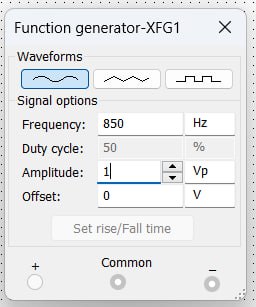 Function generator-XFG1
Waveforms
Signal options
Frequency: 850 Hz
Duty cycle: 50 %
Amplitude: 1 Vp
Offset: 0 V
Set rise/Fall time
+ Common −